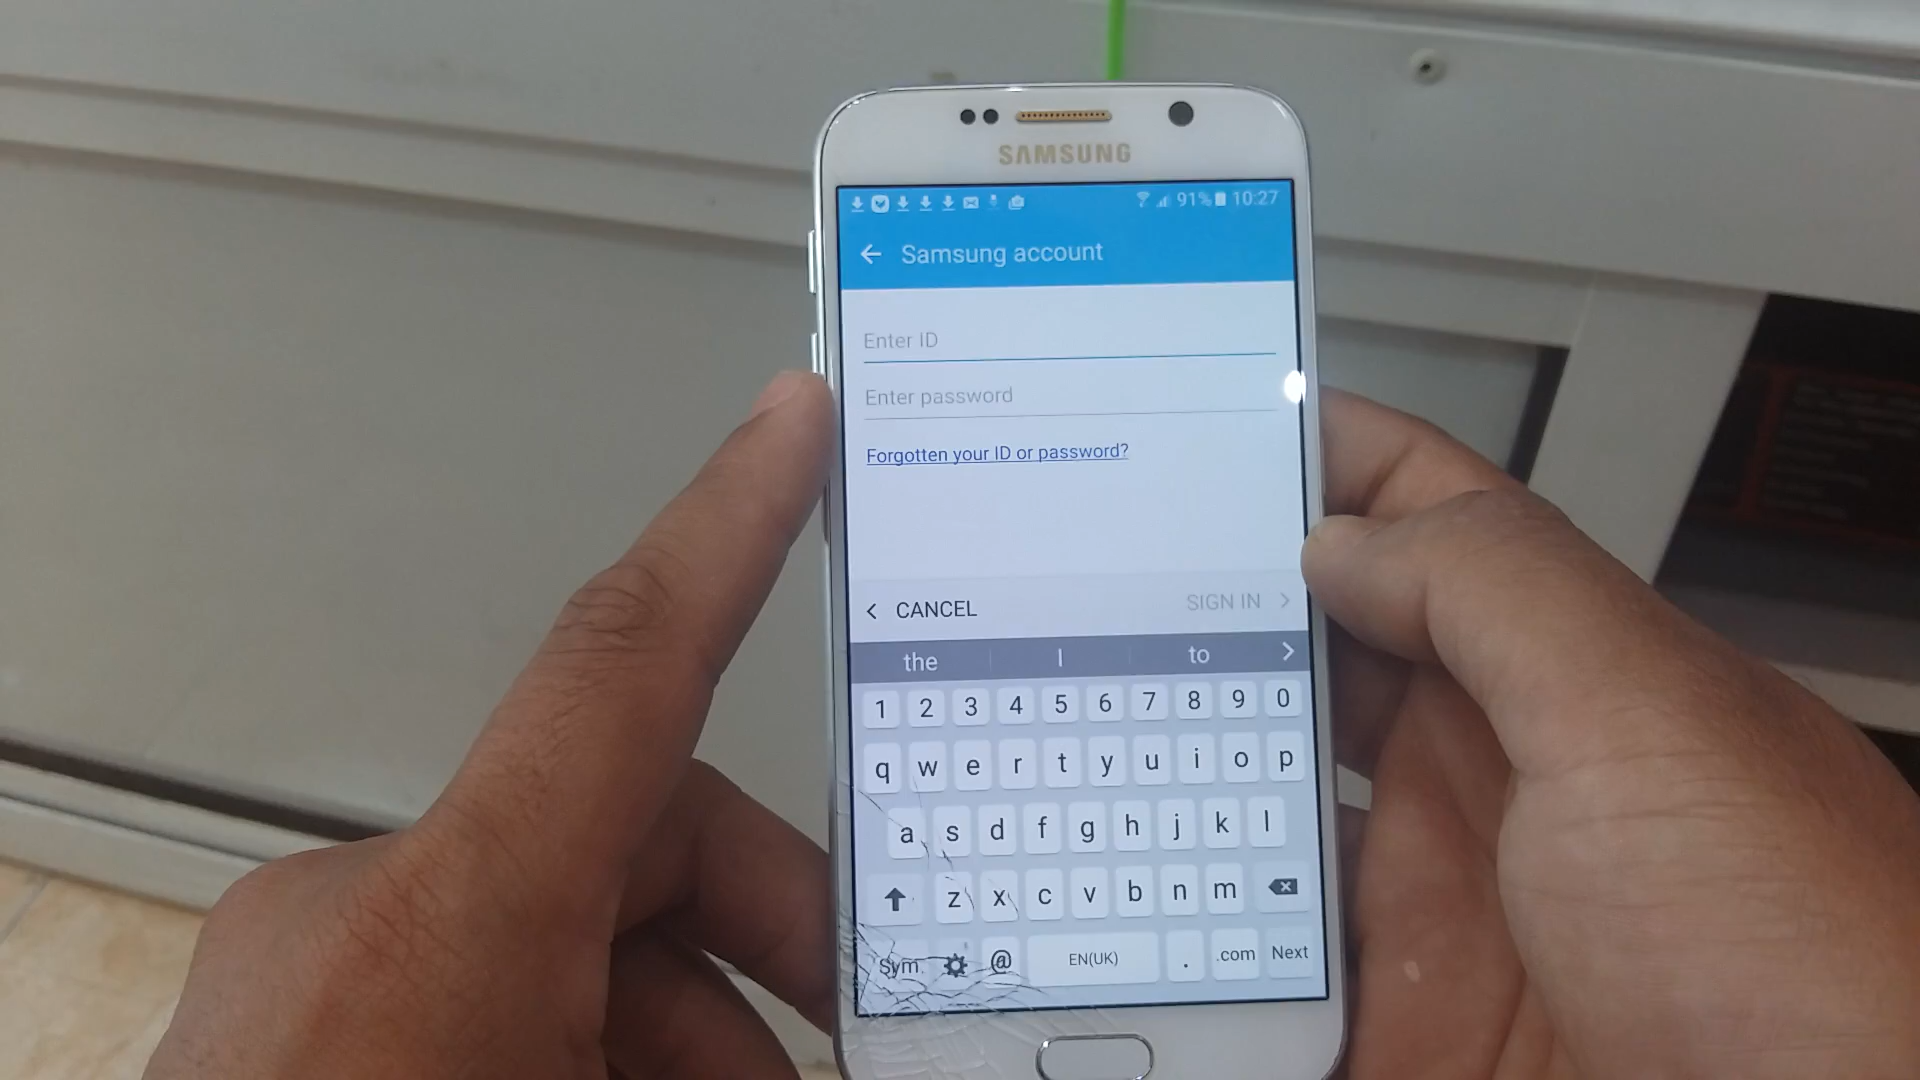 SAMSUNG
91% 10:27
Samsung account
Enter ID
Enter password
Forgotten your ID or password?
< CANCEL SIGN IN >
the I to >
1 2 3 4 5 6 7 8 9 0
q w e r t y u i o p
a s d f g h j k l
z x c v b n m
Sym @ EN(UK) . .com Next